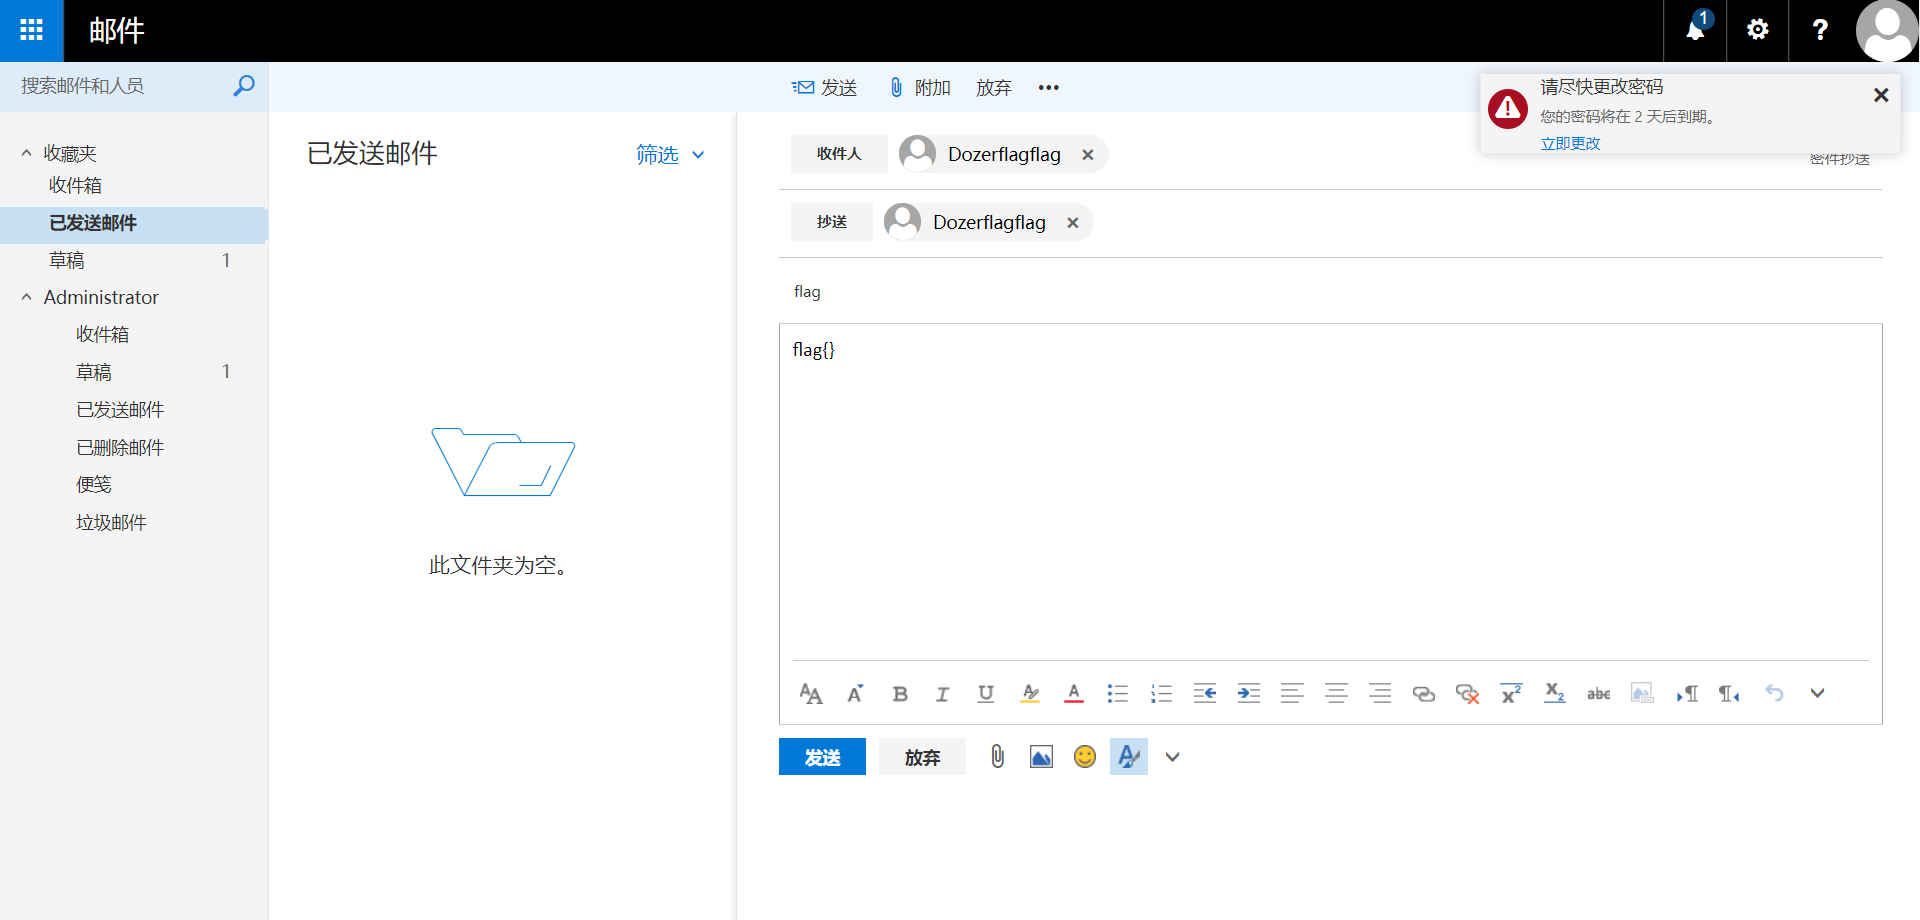 邮件
1
?
搜索邮件和人员
发送
附加
放弃
请尽快更改密码
您的密码将在 2 天后到期。
立即更改
收藏夹
收件箱
已发送邮件
草稿 1
Administrator
收件箱
草稿 1
已发送邮件
已删除邮件
便笺
垃圾邮件
已发送邮件
筛选
此文件夹为空。
收件人 Dozerflagflag
密件抄送
抄送 Dozerflagflag
flag
flag{}
发送
放弃